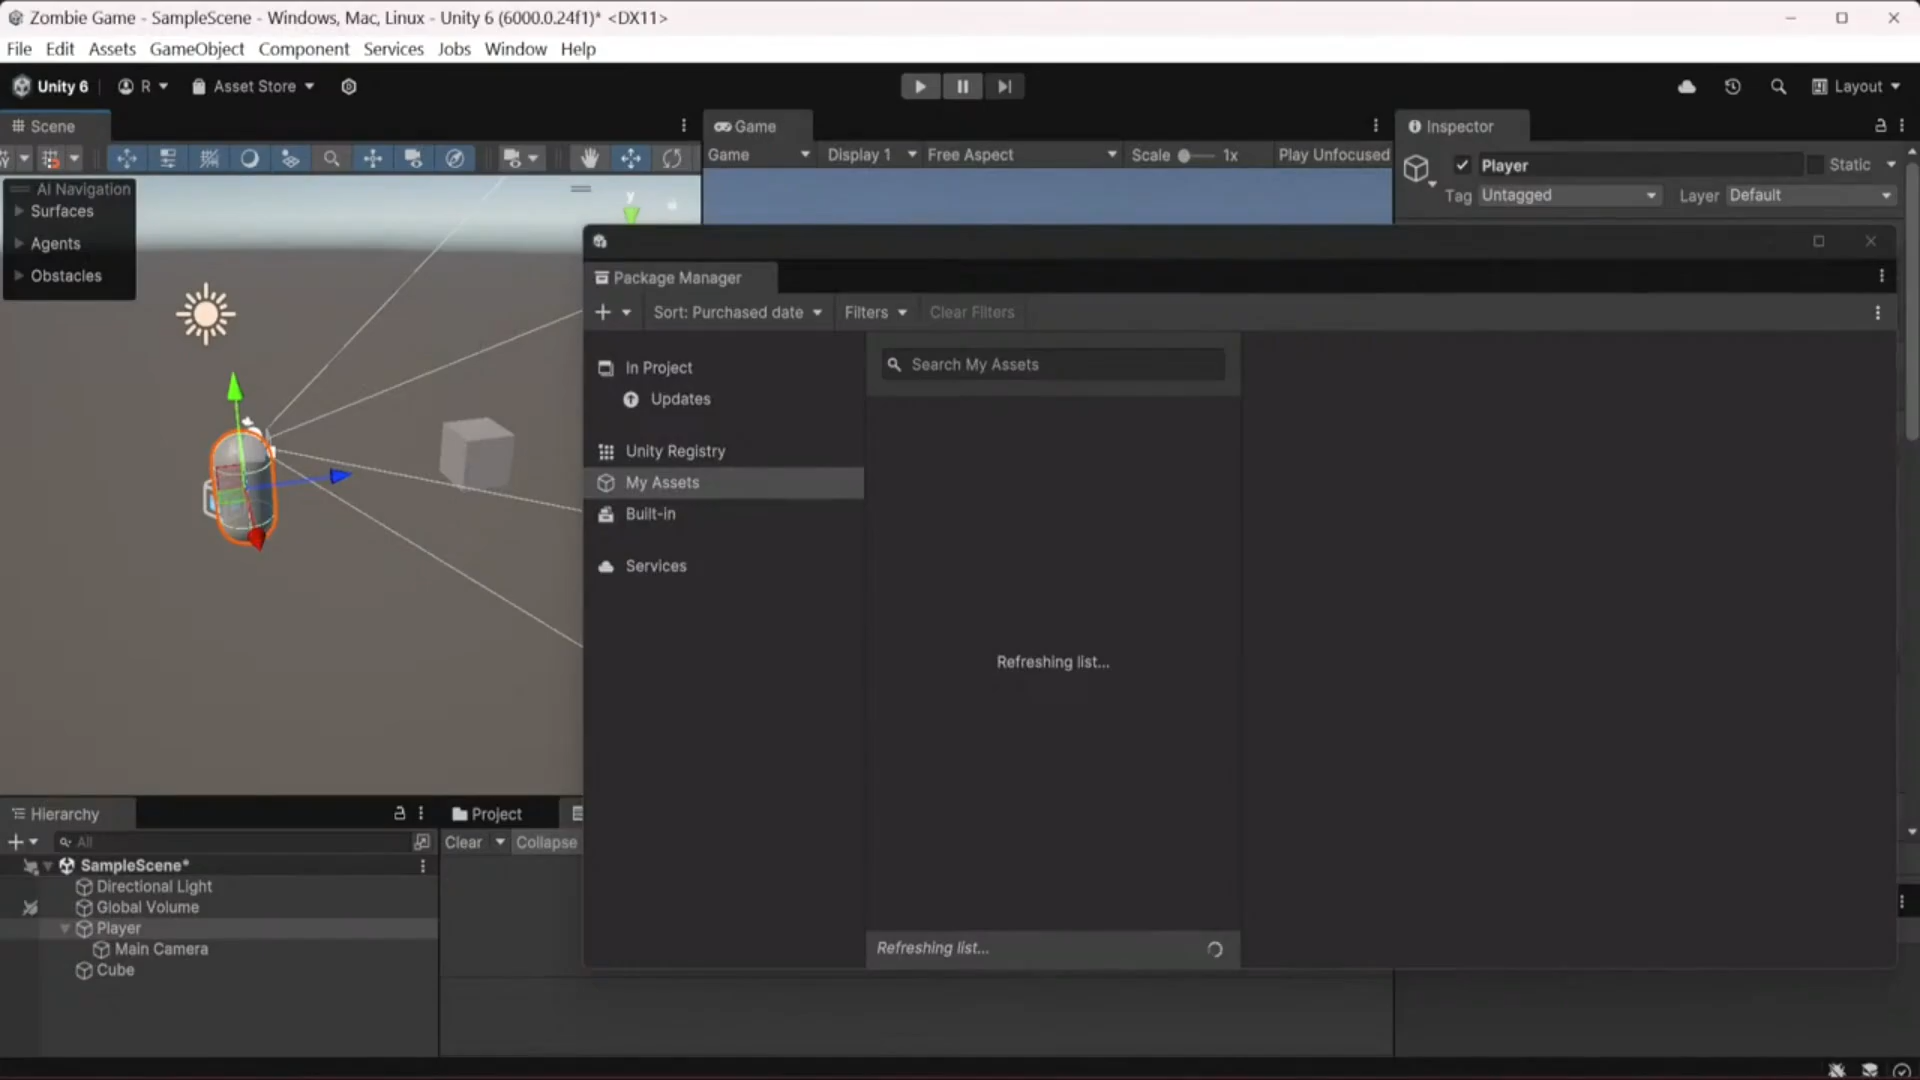 Zombie Game - SampleScene - Windows, Mac, Linux - Unity 6 (6000.0.24f1)* <DX11>
File Edit Assets GameObject Component Services Jobs Window Help
Unity 6 R Asset Store Layout
Scene Game Inspector
Game Display 1 Free Aspect Scale 1x Play Unfocused
Player Static
Tag Untagged Layer Default
AI Navigation
Surfaces
Agents
Obstacles
y
Package Manager
Sort: Purchased date Filters Clear Filters
In Project
Updates
Unity Registry
My Assets
Built-in
Services
Search My Assets
Refreshing list...
Refreshing list...
Hierarchy
All
SampleScene*
Directional Light
Global Volume
Player
Main Camera
Cube
Project
Clear Collapse